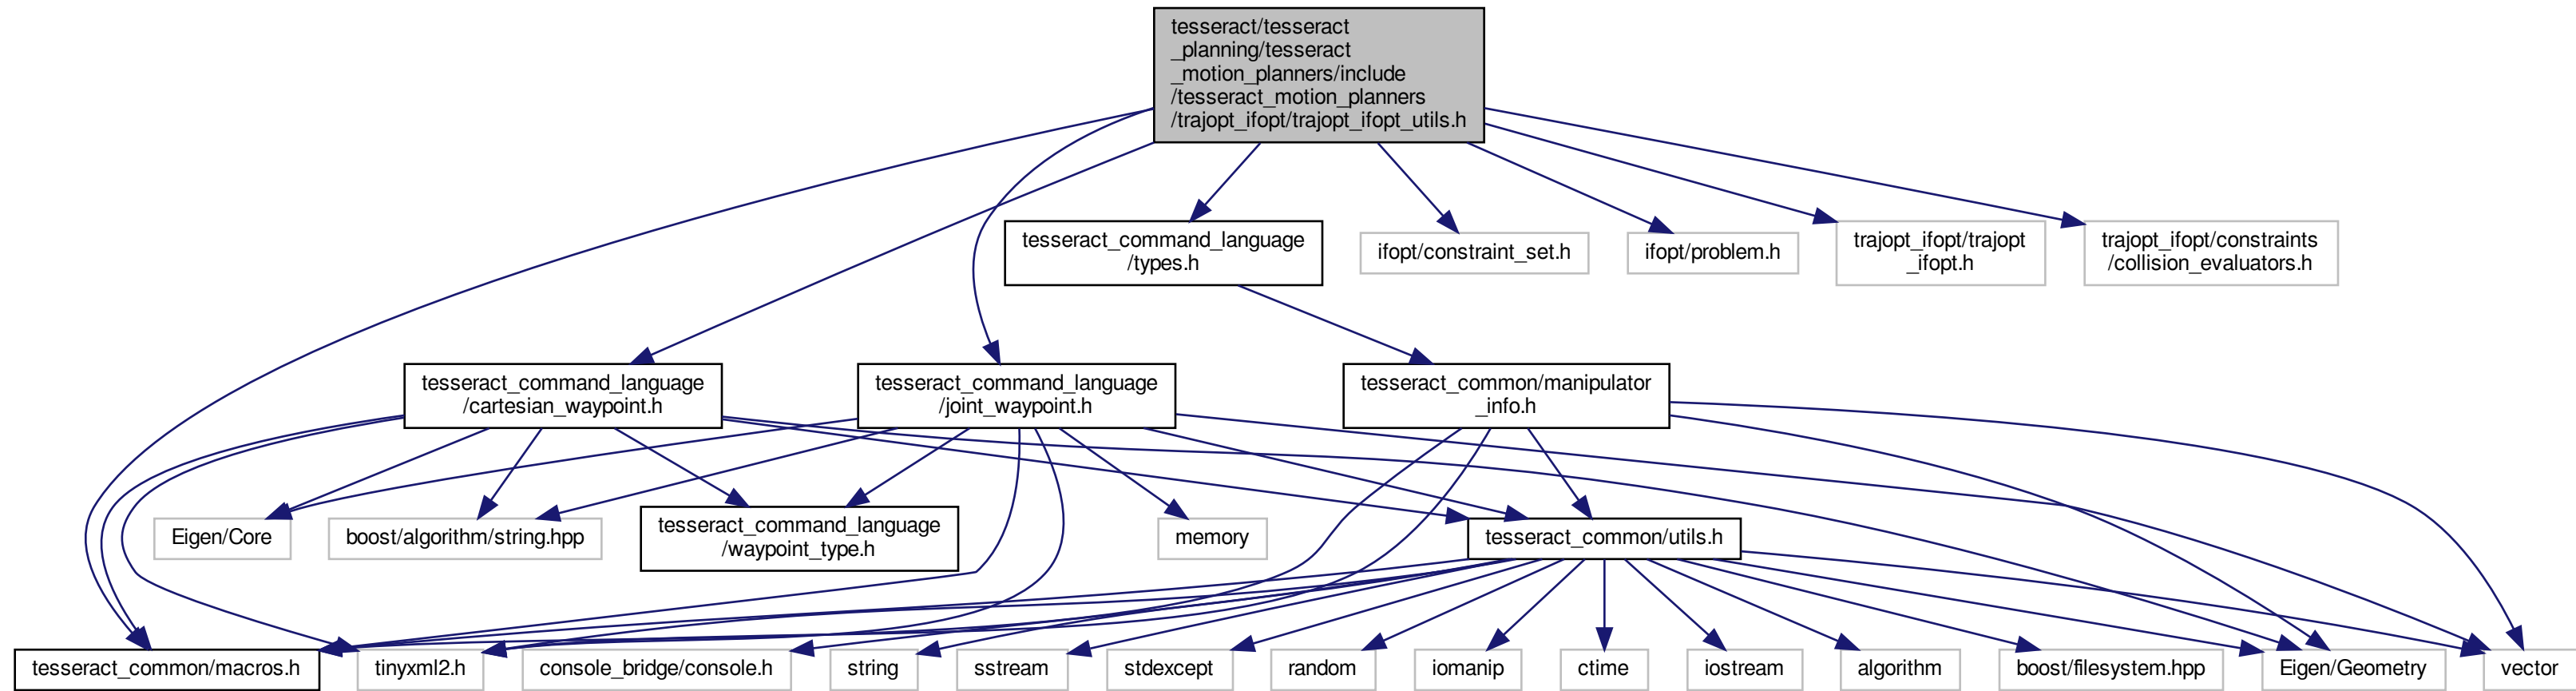 tesseract/tesseract
_planning/tesseract
_motion_planners/include
/tesseract_motion_planners
/trajopt_ifopt/trajopt_ifopt_utils.h
tesseract_command_language
/types.h
ifopt/constraint_set.h
ifopt/problem.h
trajopt_ifopt/trajopt
_ifopt.h
trajopt_ifopt/constraints
/collision_evaluators.h
tesseract_command_language
/cartesian_waypoint.h
tesseract_command_language
/joint_waypoint.h
tesseract_common/manipulator
_info.h
Eigen/Core
boost/algorithm/string.hpp
tesseract_command_language
/waypoint_type.h
memory
tesseract_common/utils.h
tesseract_common/macros.h
tinyxml2.h
console_bridge/console.h
string
sstream
stdexcept
random
iomanip
ctime
iostream
algorithm
boost/filesystem.hpp
Eigen/Geometry
vector